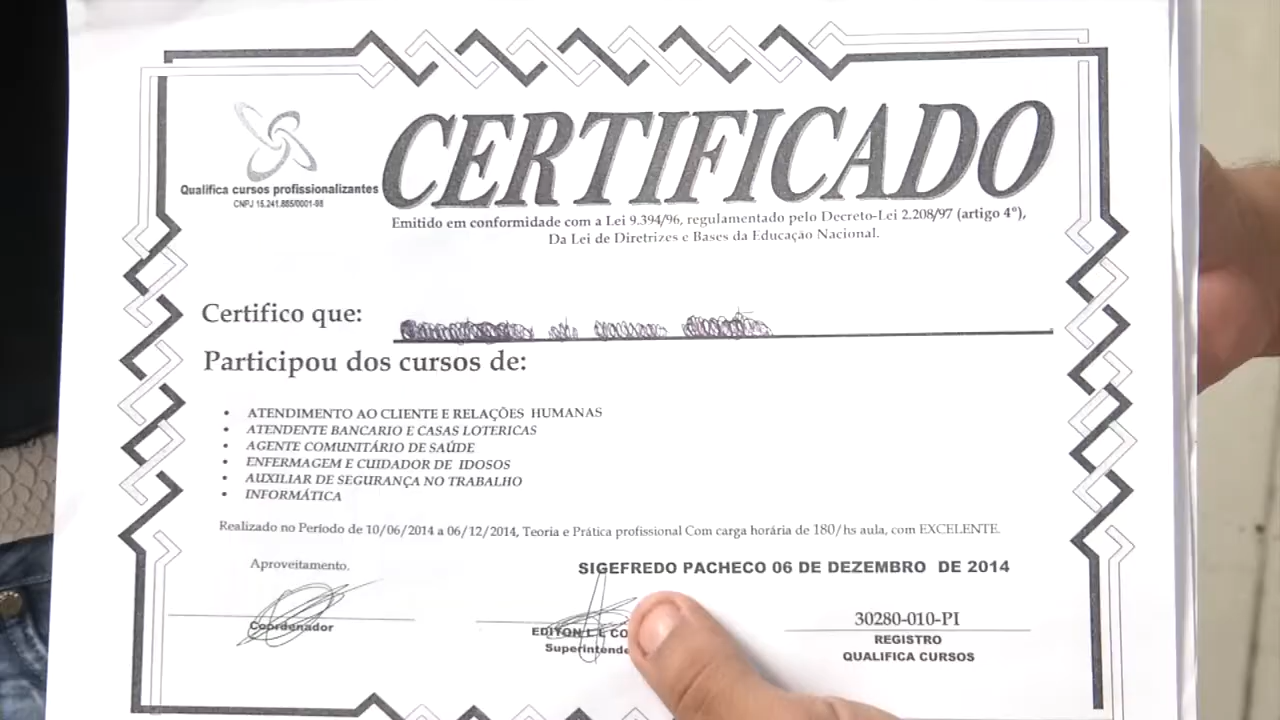 CERTIFICADO
Qualifica cursos profissionalizantes
CNPJ 15.241.885/0001-98
Emitido em conformidade com a Lei 9.394/96, regulamentado pelo Decreto-Lei 2.208/97 (artigo 4º),
Da Lei de Diretrizes e Bases da Educação Nacional.
Certifico que:
Participou dos cursos de:
• ATENDIMENTO AO CLIENTE E RELAÇÕES HUMANAS
• ATENDENTE BANCARIO E CASAS LOTERICAS
• AGENTE COMUNITÁRIO DE SAÚDE
• ENFERMAGEM E CUIDADOR DE IDOSOS
• AUXILIAR DE SEGURANÇA NO TRABALHO
• INFORMÁTICA
Realizado no Período de 10/06/2014 a 06/12/2014, Teoria e Prática profissional Com carga horária de 180/hs aula, com EXCELENTE.
Aproveitamento.
SIGEFREDO PACHECO 06 DE DEZEMBRO DE 2014
Coordenador
Superintende
30280-010-PI
REGISTRO
QUALIFICA CURSOS